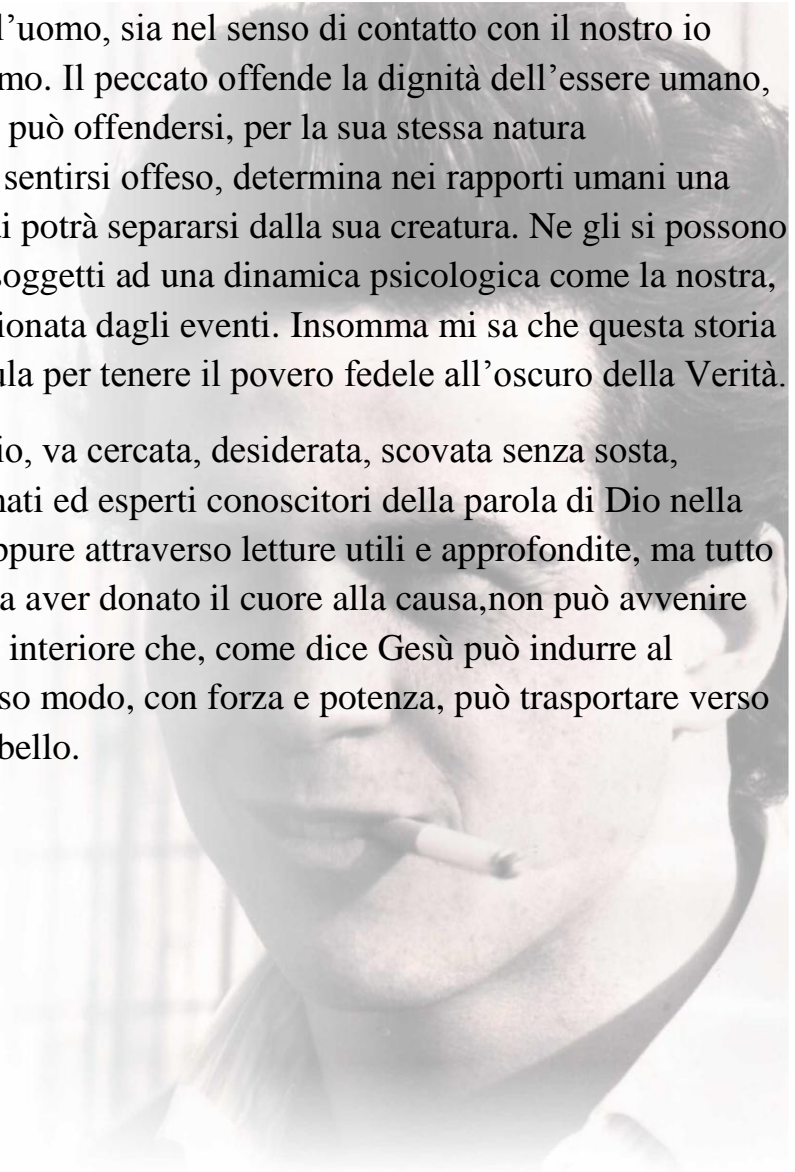 l’uomo, sia nel senso di contatto con il nostro io
mo. Il peccato offende la dignità dell’essere umano,
può offendersi, per la sua stessa natura
sentirsi offeso, determina nei rapporti umani una
ai potrà separarsi dalla sua creatura. Ne gli si possono
soggetti ad una dinamica psicologica come la nostra,
ionata dagli eventi. Insomma mi sa che questa storia
ula per tenere il povero fedele all’oscuro della Verità.
io, va cercata, desiderata, scovata senza sosta,
nati ed esperti conoscitori della parola di Dio nella
ppure attraverso letture utili e approfondite, ma tutto
a aver donato il cuore alla causa,non può avvenire
interiore che, come dice Gesù può indurre al
so modo, con forza e potenza, può trasportare verso
bello.